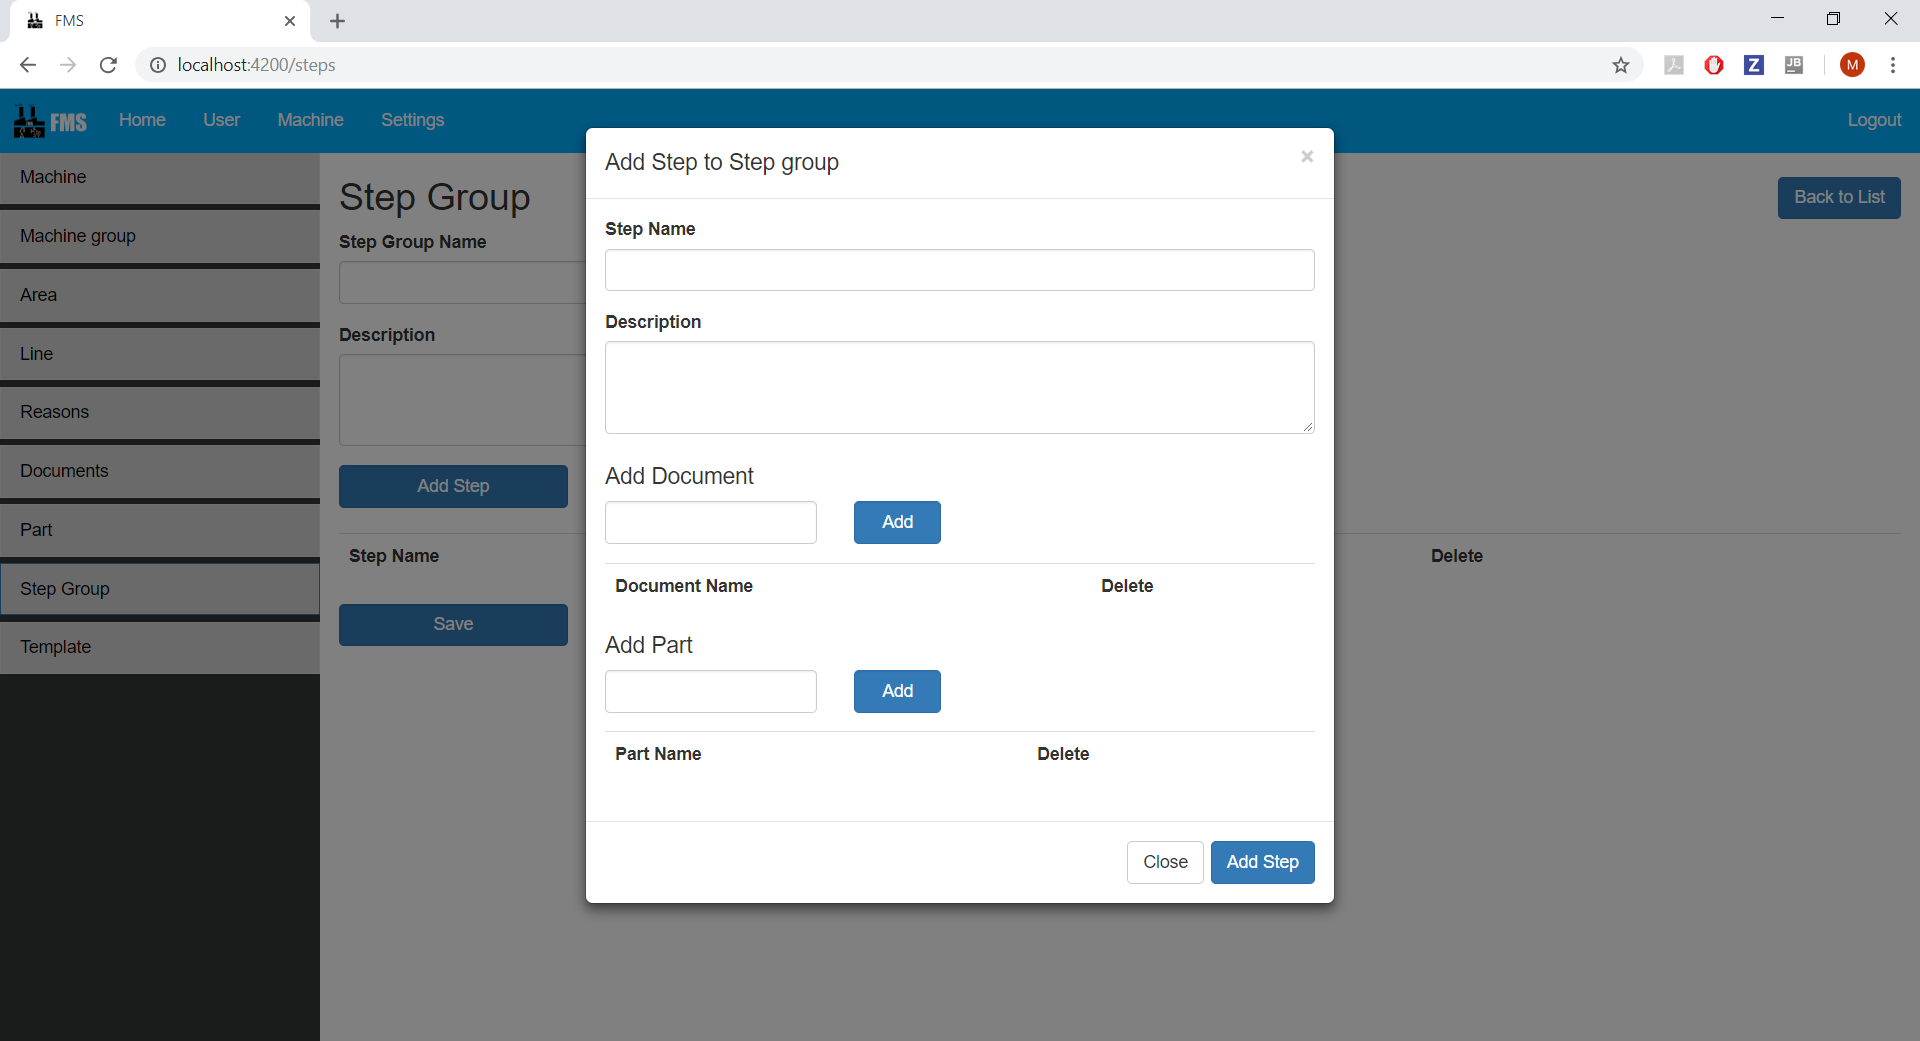 FMS
localhost:4200/steps
JB
M
FMS
Home
User
Machine
Settings
Logout
Machine
Machine group
Area
Line
Reasons
Documents
Part
Step Group
Template
Step Group
Back to List
Step Group Name
Description
Add Step
Step Name
Delete
Save
Add Step to Step group
×
Step Name
Description
Add Document
Add
Document Name
Delete
Add Part
Add
Part Name
Delete
Close
Add Step
Z